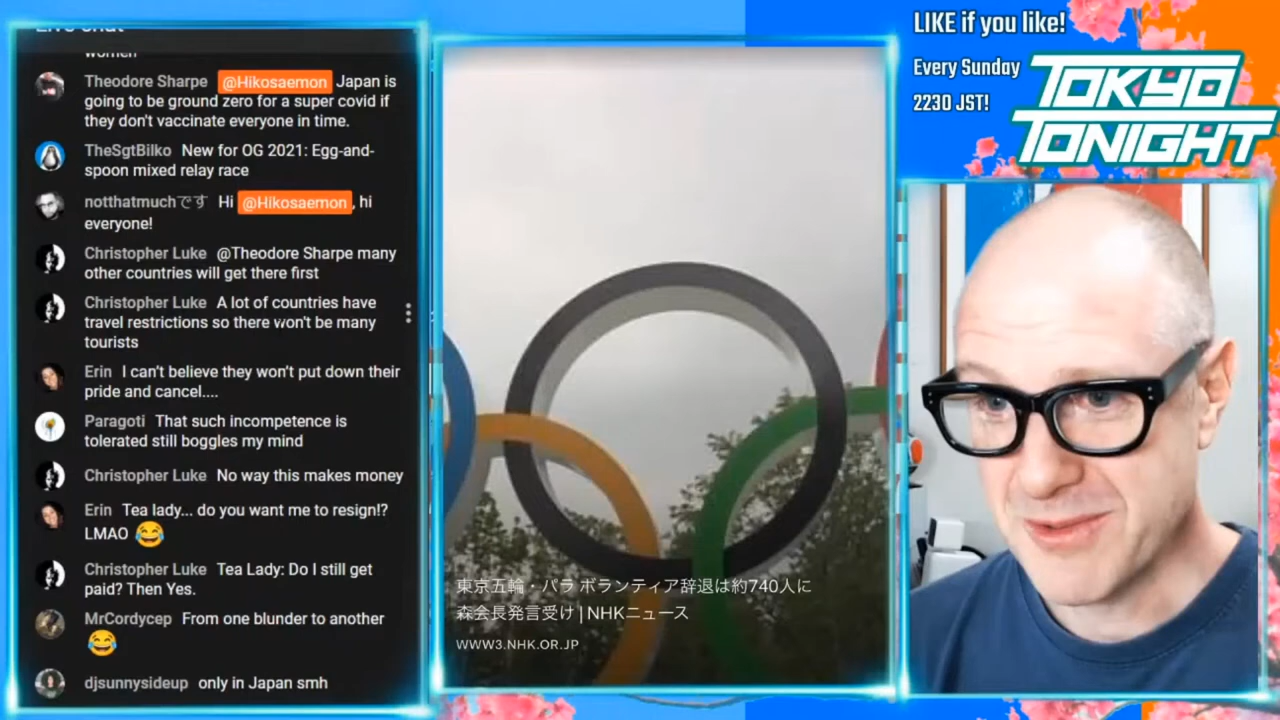 Live chat
women
Theodore Sharpe @Hikosaemon Japan is
going to be ground zero for a super covid if
they don't vaccinate everyone in time.
TheSgtBilko New for OG 2021: Egg-and-
spoon mixed relay race
notthatmuchです Hi @Hikosaemon, hi
everyone!
Christopher Luke @Theodore Sharpe many
other countries will get there first
Christopher Luke A lot of countries have
travel restrictions so there won't be many
tourists
Erin I can't believe they won't put down their
pride and cancel....
Paragoti That such incompetence is
tolerated still boggles my mind
Christopher Luke No way this makes money
Erin Tea lady... do you want me to resign!?
LMAO 😂
Christopher Luke Tea Lady: Do I still get
paid? Then Yes.
MrCordycep From one blunder to another
😂
djsunnysideup only in Japan smh
東京五輪・パラ ボランティア辞退は約740人に
森会長発言受け | NHKニュース
WWW3.NHK.OR.JP
LIKE if you like!
Every Sunday
2230 JST!
TOKYO
TONIGHT